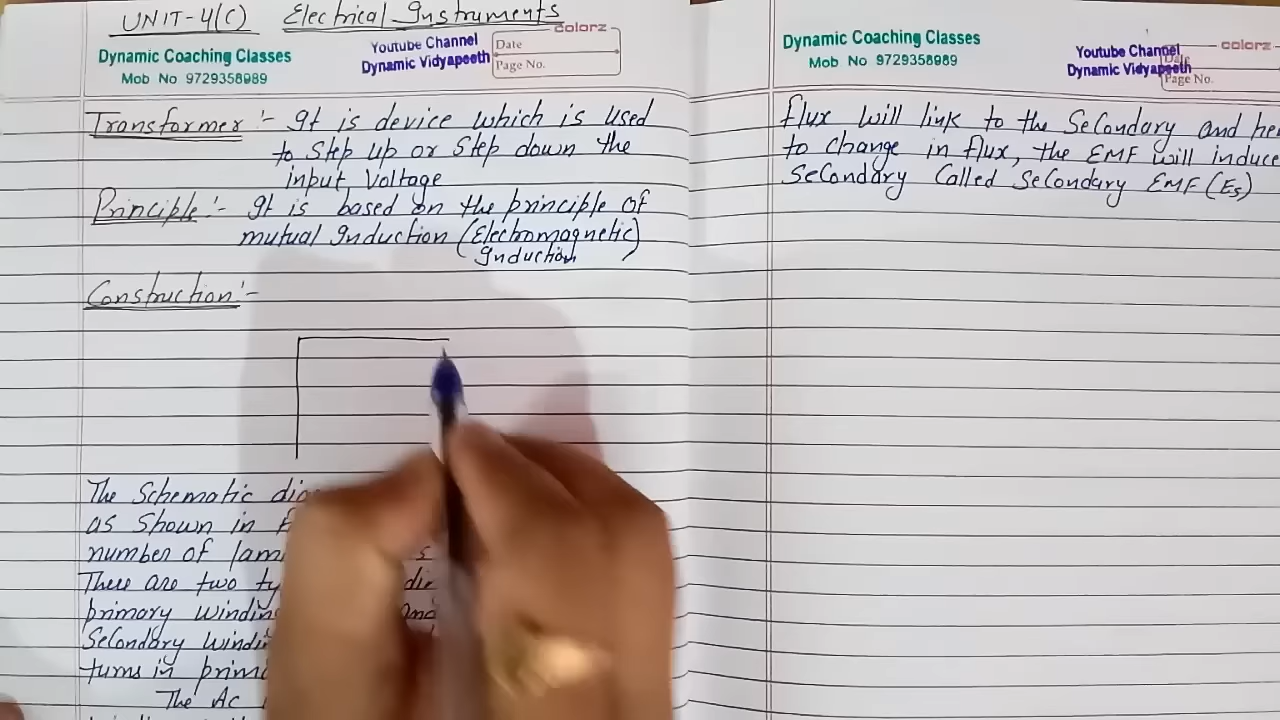 UNIT-4(C) Electrical Instruments
colorz
Dynamic Coaching Classes
Mob. No 9729358989
Youtube Channel
Dynamic Vidyapeeth
Date
Page No.
Transformer :- It is device which is used
to Step up or Step down the
input Voltage
Principle :- It is based on the principle of
mutual Induction (Electromagnetic)
Induction
Construction :-
The Schematic
as Shown in
number of
There are two
primary
Secondary
turns in
The AC
Dynamic Coaching Classes
Mob. No 9729358989
Youtube Channel
Dynamic Vidyapeeth
colorz
Page No.
flux will link to the Secondary and
to change in flux, the EMF will induce
Secondary Called Secondary EMF (Es)